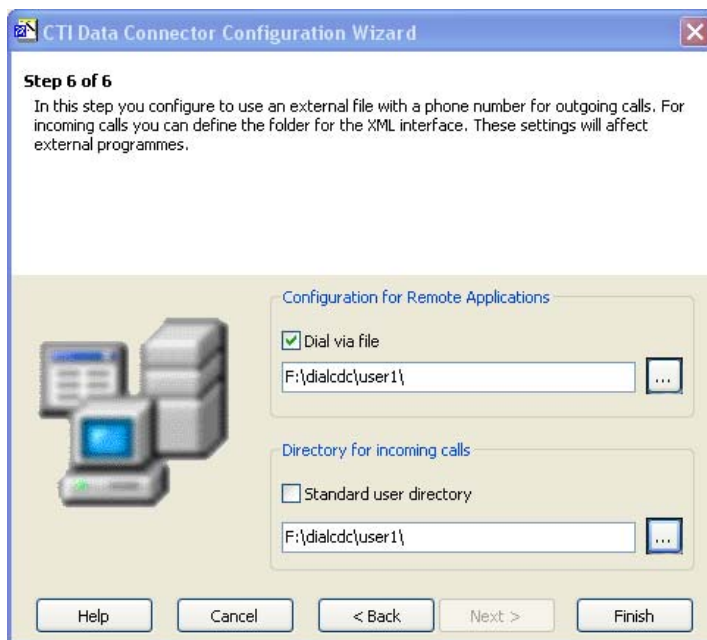 CTI Data Connector Configuration Wizard
Step 6 of 6
In this step you configure to use an external file with a phone number for outgoing calls. For
incoming calls you can define the folder for the XML interface. These settings will affect
external programmes.
Configuration for Remote Applications
Dial via file
F:\dialcdc\user1\
...
Directory for incoming calls
Standard user directory
F:\dialcdc\user1\
...
Help Cancel < Back Next > Finish